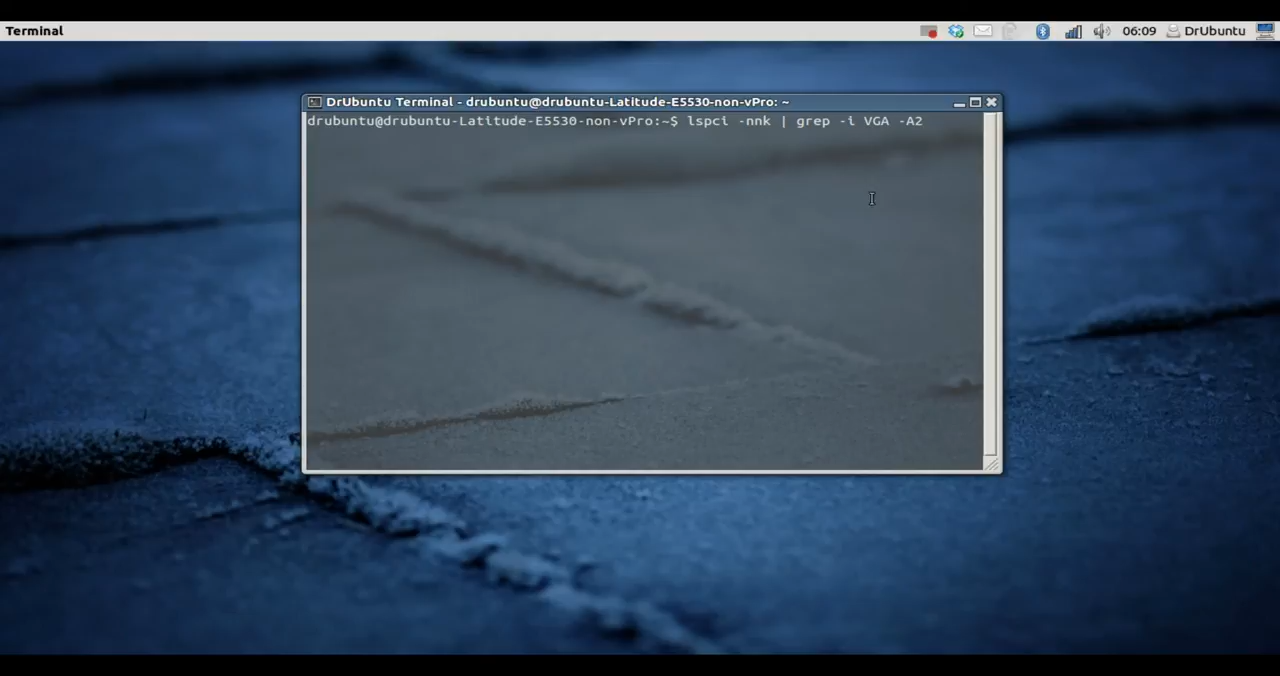 Terminal
06:09
DrUbuntu
DrUbuntu Terminal - drubuntu@drubuntu-Latitude-E5530-non-vPro: ~
drubuntu@drubuntu-Latitude-E5530-non-vPro:~$ lspci -nnk | grep -i VGA -A2